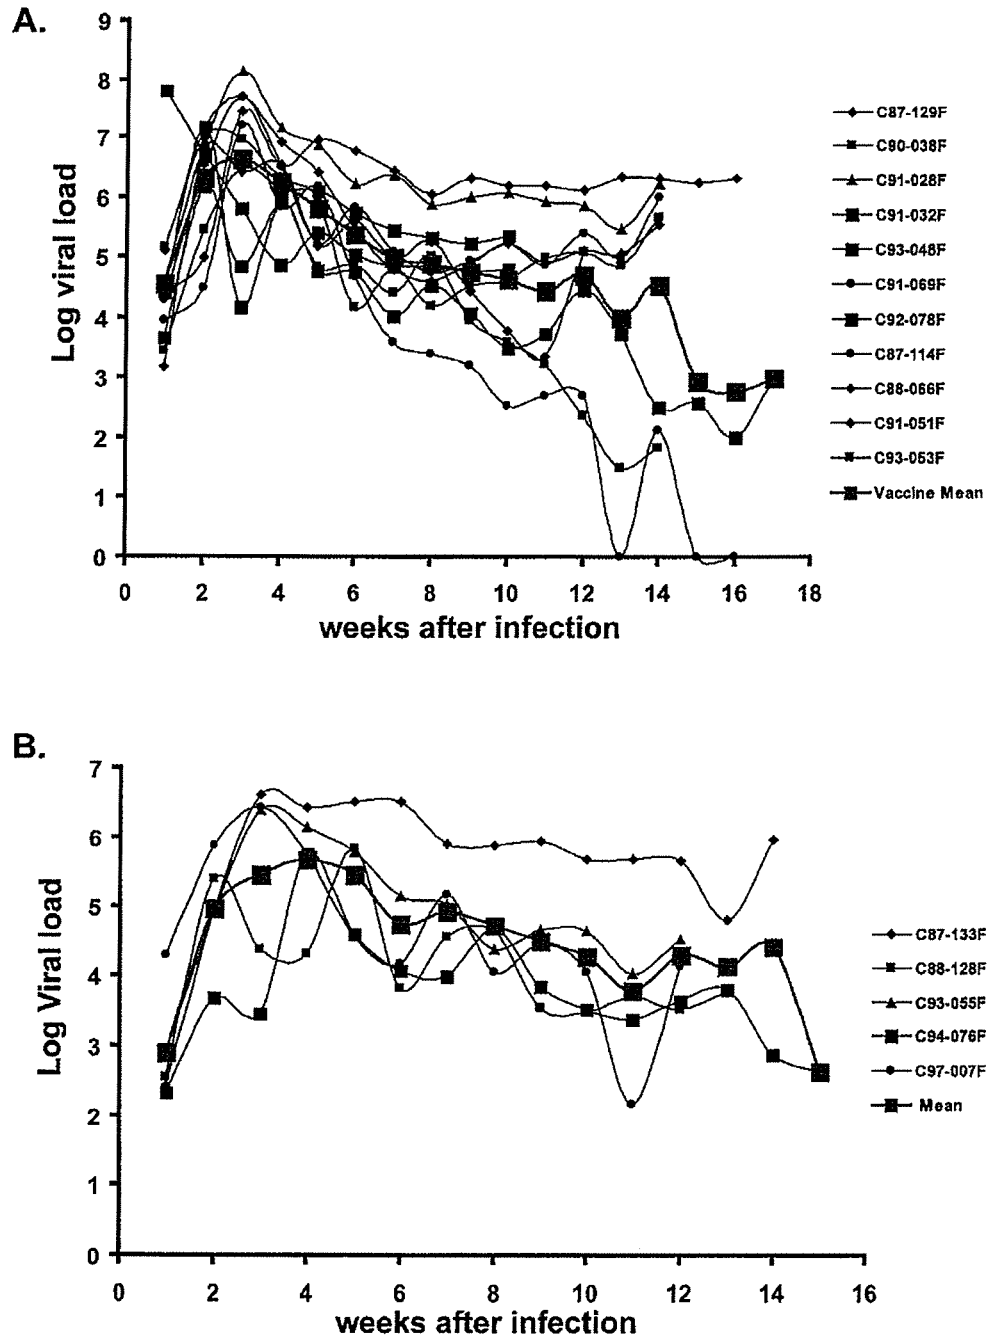 A.
9
8
7
6
5
4
3
2
1
0
Log viral load
0 2 4 6 8 10 12 14 16 18
weeks after infection
C87-129F
C90-038F
C91-028F
C91-032F
C93-048F
C91-069F
C92-078F
C87-114F
C88-066F
C91-051F
C93-053F
Vaccine Mean
B.
7
6
5
4
3
2
1
0
Log Viral load
0 2 4 6 8 10 12 14 16
weeks after infection
C87-133F
C88-128F
C93-055F
C94-076F
C97-007F
Mean